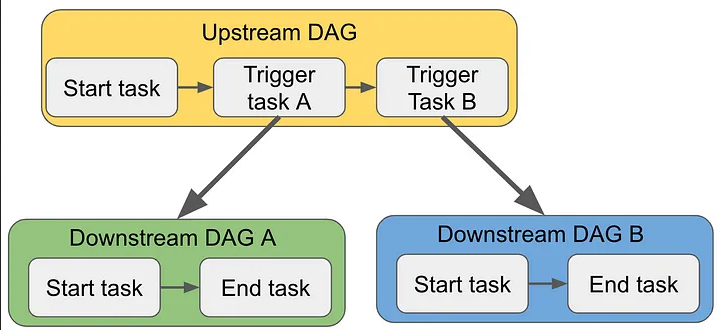 Upstream DAG
Start task
Trigger
task A
Trigger
Task B
Downstream DAG A
Start task
End task
Downstream DAG B
Start task
End task